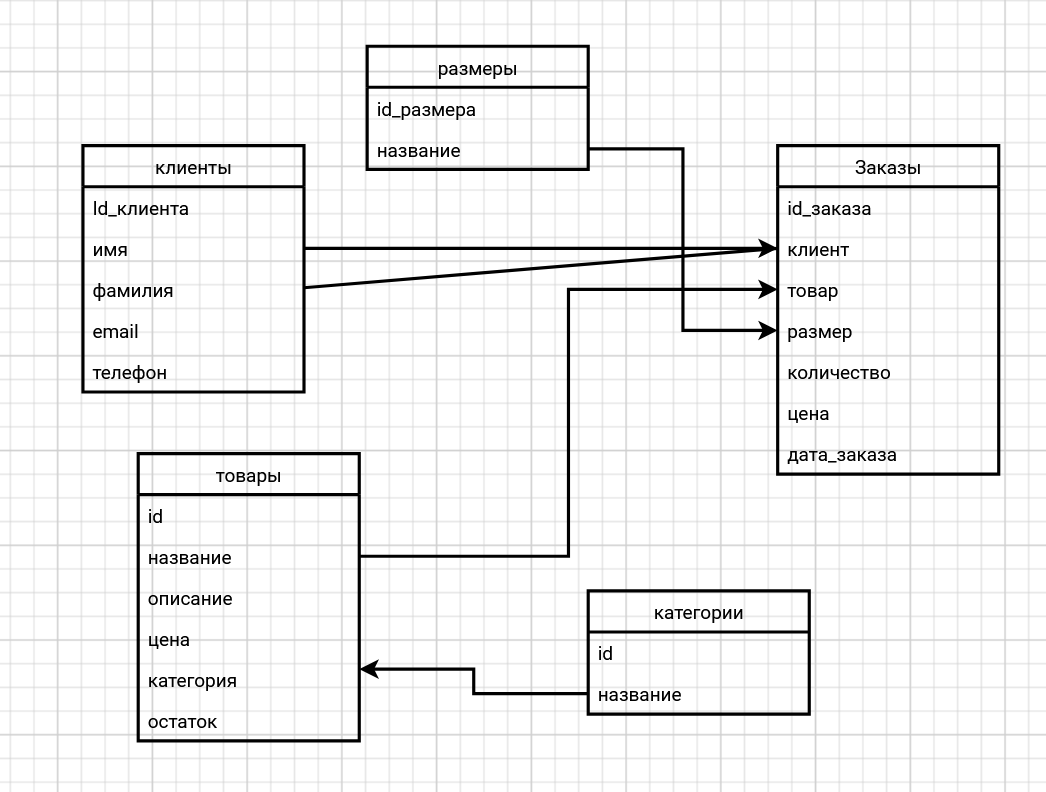 размеры
id_размера
название
клиенты
Id_клиента
имя
фамилия
email
телефон
Заказы
id_заказа
клиент
товар
размер
количество
цена
дата_заказа
товары
id
название
описание
цена
категория
остаток
категории
id
название